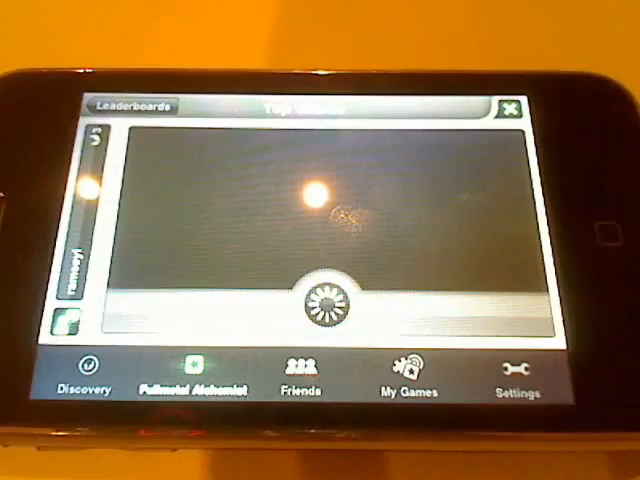 Leaderboards
Discovery
Fullmetal Alchemist
Friends
My Games
Settings